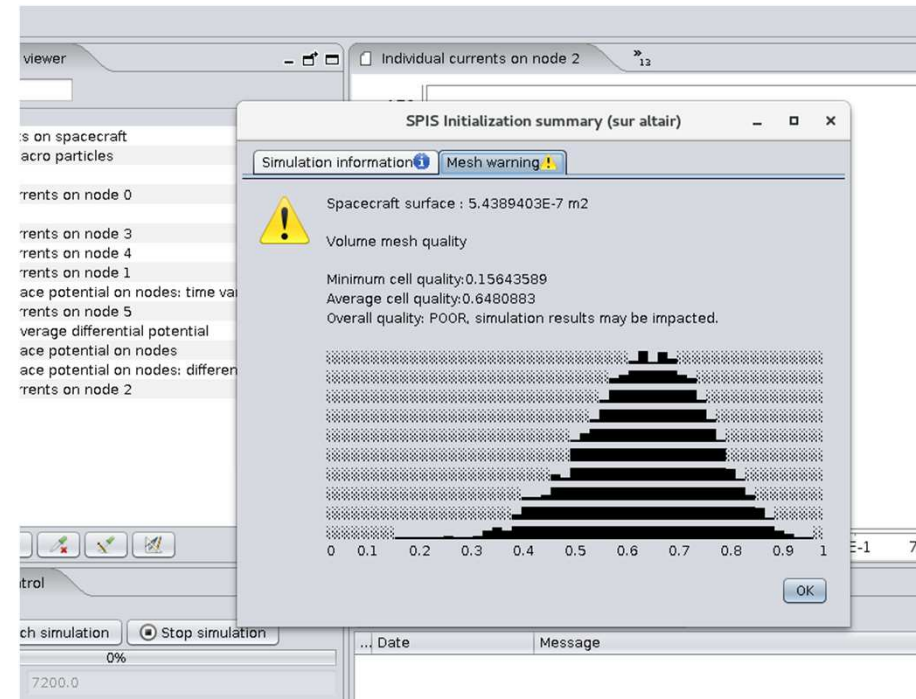 viewer
Individual currents on node 2
»13
SPIS Initialization summary (sur altair)
ts on spacecraft
acro particles
rrents on node 0
rrents on node 3
rrents on node 4
rrents on node 1
ace potential on nodes: time va
rrents on node 5
verage differential potential
ace potential on nodes
ace potential on nodes: differen
rrents on node 2
Simulation information
Mesh warning
Spacecraft surface : 5.4389403E-7 m2
Volume mesh quality
Minimum cell quality:0.15643589
Average cell quality:0.6480883
Overall quality: POOR, simulation results may be impacted.
0 0.1 0.2 0.3 0.4 0.5 0.6 0.7 0.8 0.9 1
OK
E-1 7
trol
ch simulation
Stop simulation
0%
7200.0
... Date
Message